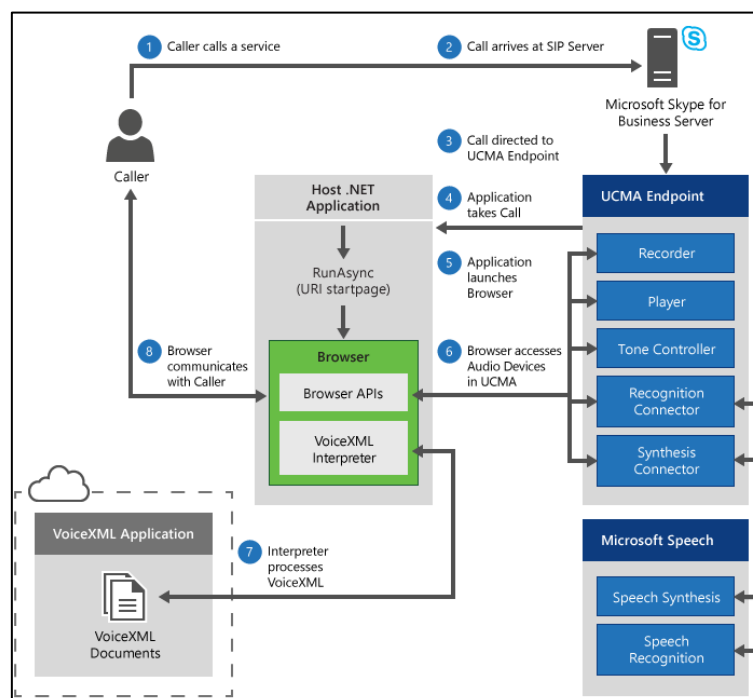 1 Caller calls a service
2 Call arrives at SIP Server
Microsoft Skype for
Business Server
Caller
3 Call directed to
UCMA Endpoint
Host .NET
Application
4 Application
takes Call
UCMA Endpoint
RunAsync
(URI startpage)
5 Application
launches
Browser
Recorder
Player
Tone Controller
Recognition
Connector
Synthesis
Connector
8 Browser
communicates
with Caller
Browser
Browser APIs
VoiceXML
Interpreter
6 Browser accesses
Audio Devices
in UCMA
VoiceXML Application
VoiceXML
Documents
7 Interpreter
processes
VoiceXML
Microsoft Speech
Speech Synthesis
Speech
Recognition